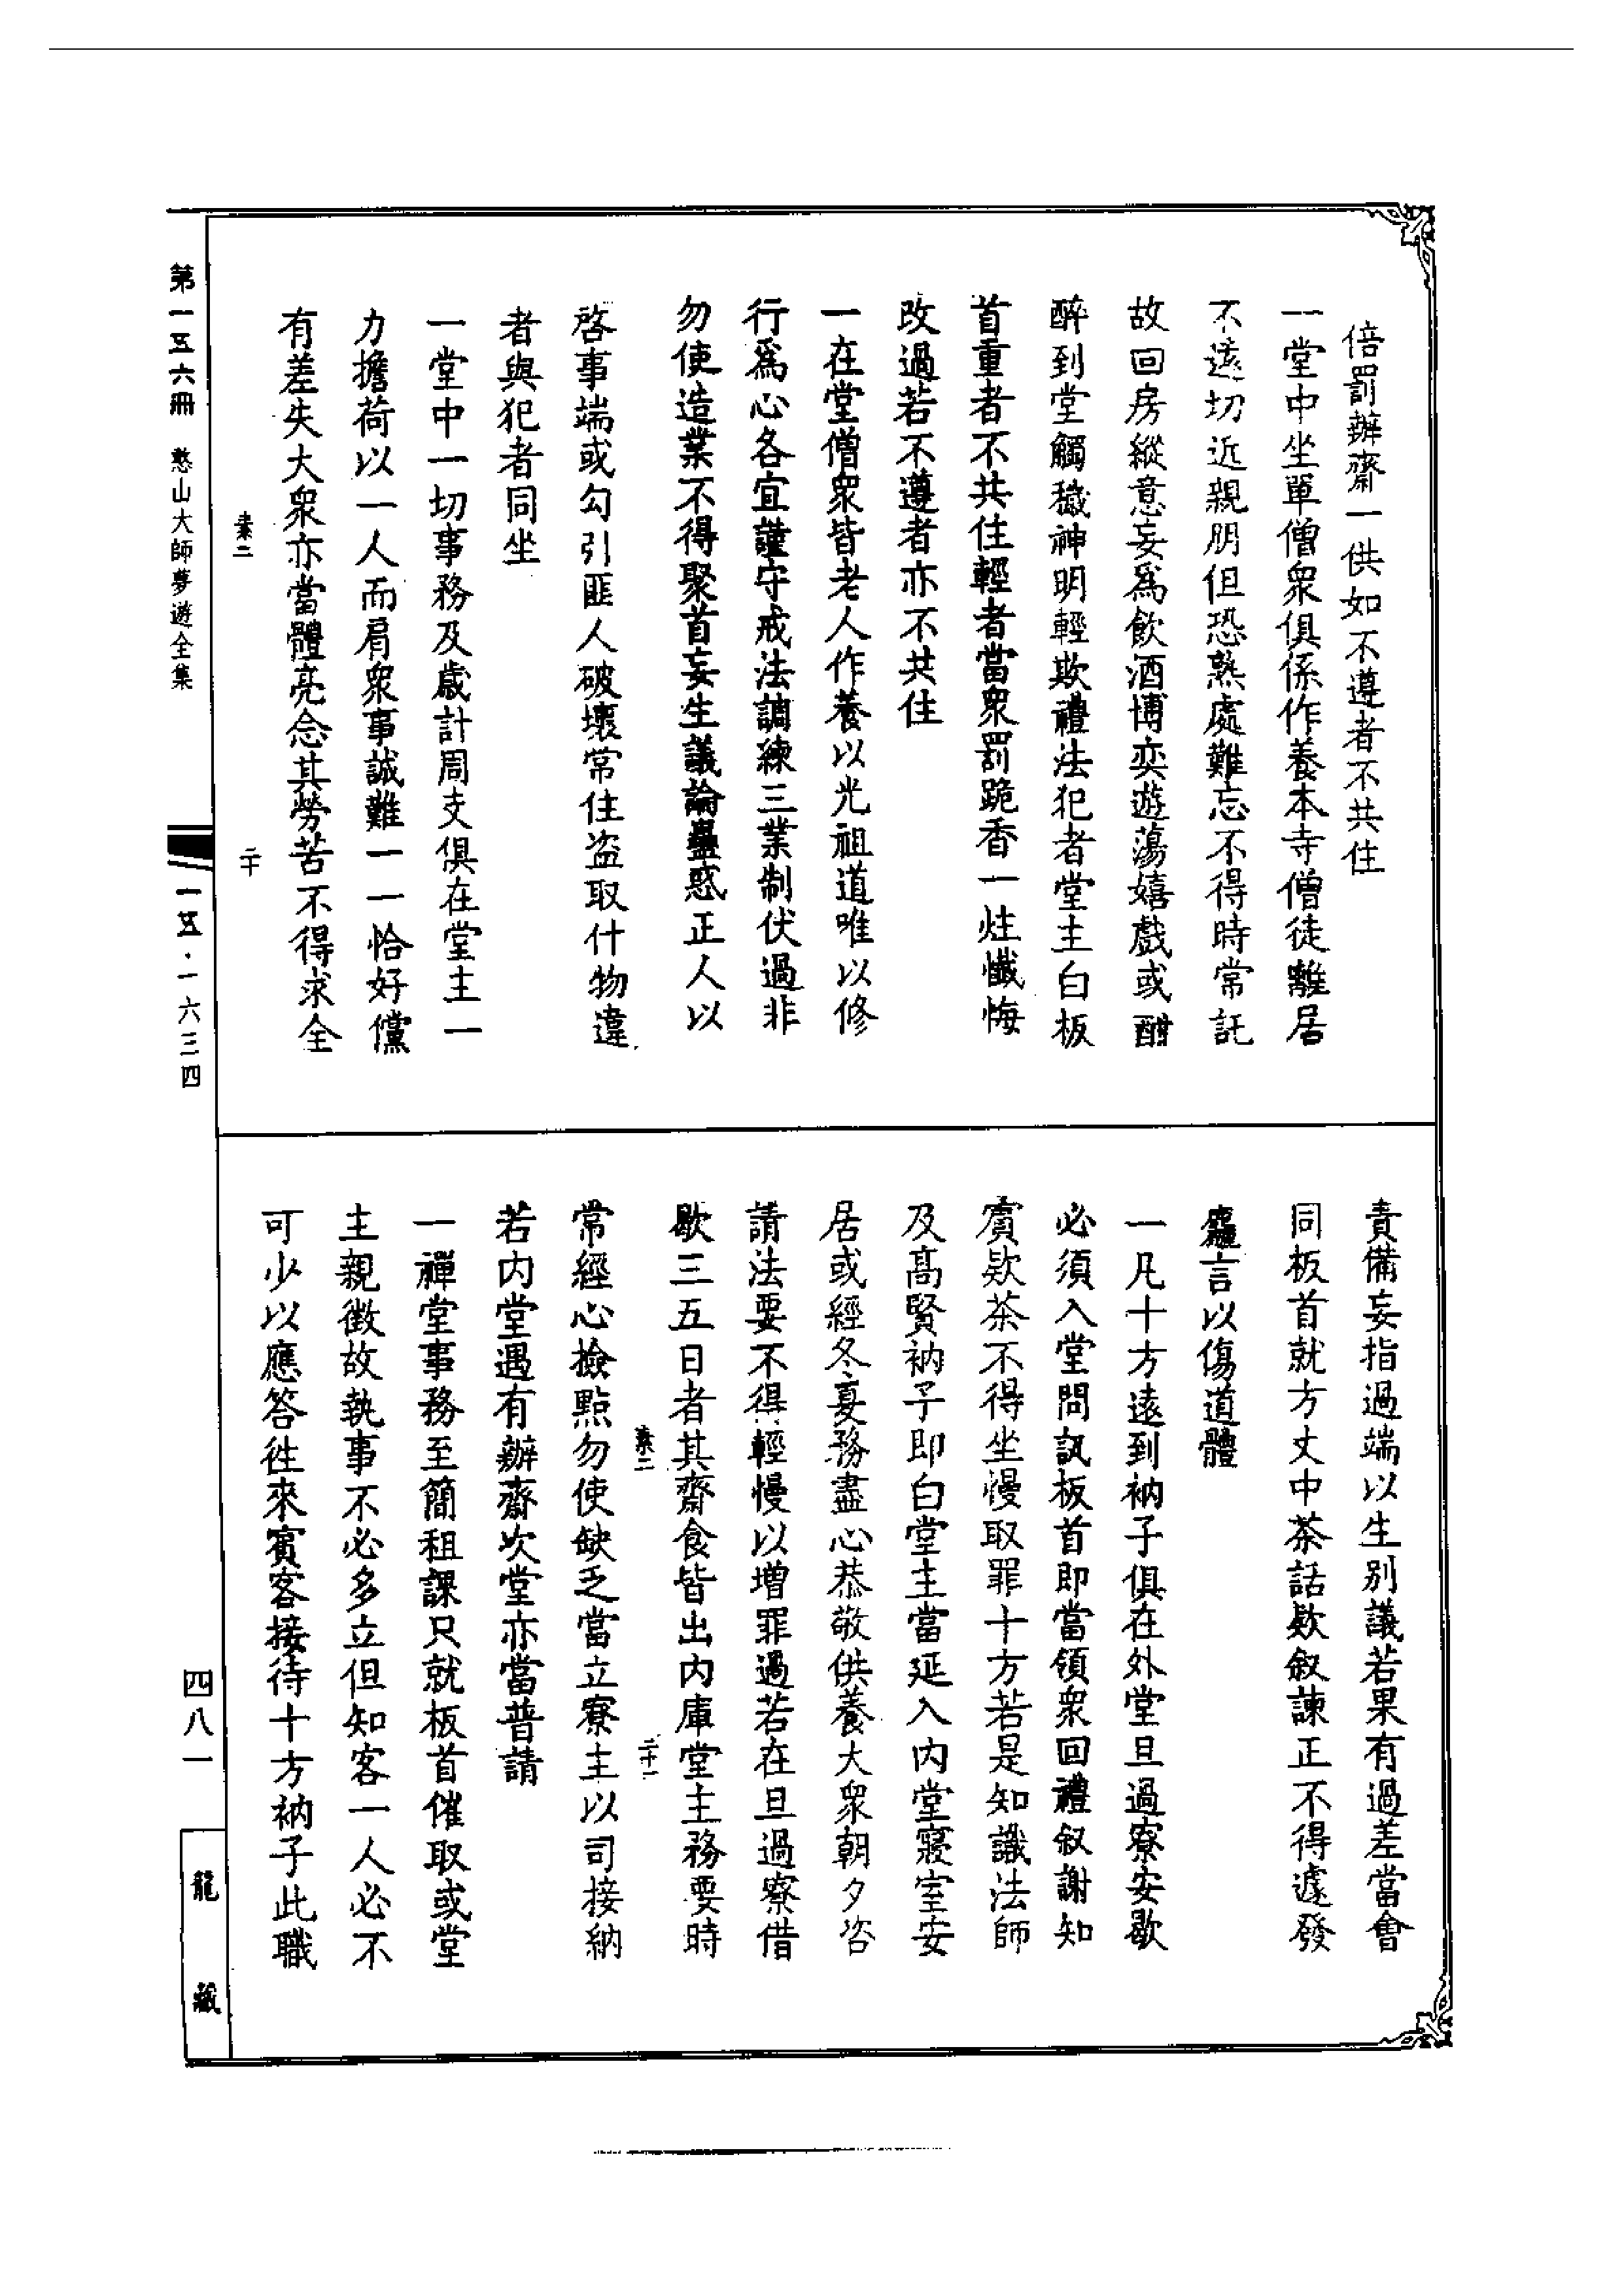 倍罰辦齋一供如不遵者不共住
一堂中坐單僧眾俱係作養本寺僧徒離居
不遠切近親朋但恐熟處難忘不得時常託
故回房縱意妄為飲酒博奕遊蕩嬉戲或酣
醉到堂觸穢神明輕欺禮法犯者堂主白板
首重者不共住輕者當眾罰跪香一炷懺悔
改過若不遵者亦不共住
一在堂僧眾皆老人作養以光祖道唯以修
行為心各宜謹守戒法調練三業制伏過非
勿使造業不得聚首妄生議論蠱惑正人以
啓事端或勾引匪人破壞常住盜取什物違
者與犯者同坐
一堂中一切事務及歲計周支俱在堂主一
力擔荷以一人而肩眾事誠難一一恰好儻
有差失大眾亦當體亮念其勞苦不得求全
素二 二十
責備妄指過端以生別議若果有過差當會
同板首就方丈中茶話欵叙諫正不得遽發
麤言以傷道體
一凡十方遠到衲子俱在外堂旦過寮安歇
必須入堂問訊板首即當領眾回禮叙謝知
賓欵茶不得坐慢取罪十方若是知識法師
及高賢衲子即白堂主當延入內堂寢室安
居或經冬夏務盡心恭敬供養大眾朝夕咨
請法要不得輕慢以增罪過若在旦過寮借
歇三五日者其齋食皆出內庫堂主務要時
素二 二十一
常經心撿點勿使缺乏當立寮主以司接納
若內堂遇有辦齋次堂亦當普請
一禪堂事務至簡租課只就板首催取或堂
主親徵故執事不必多立但知客一人必不
可少以應答徃來賓客接待十方衲子此職
第一五六冊 憨山大師夢遊全集
一五·一六三四
四八一
龍藏